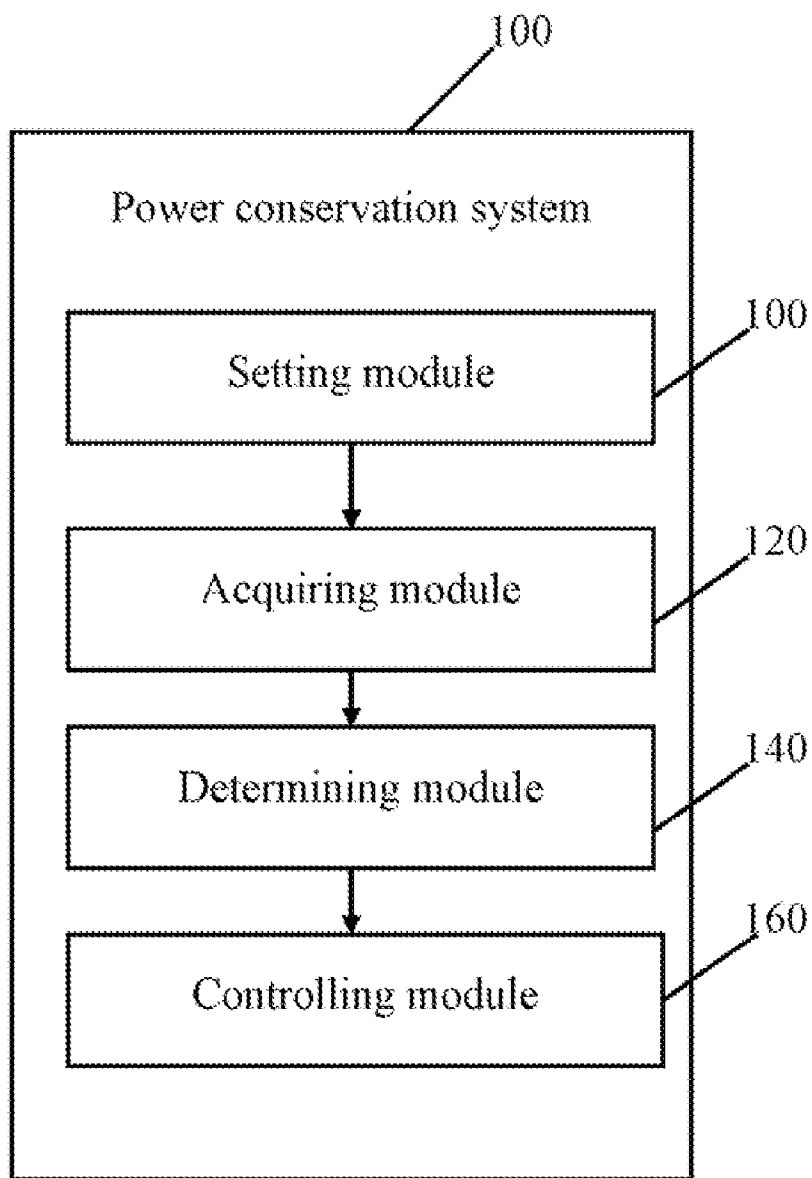 100
Power conservation system
100
Setting module
120
Acquiring module
140
Determining module
160
Controlling module